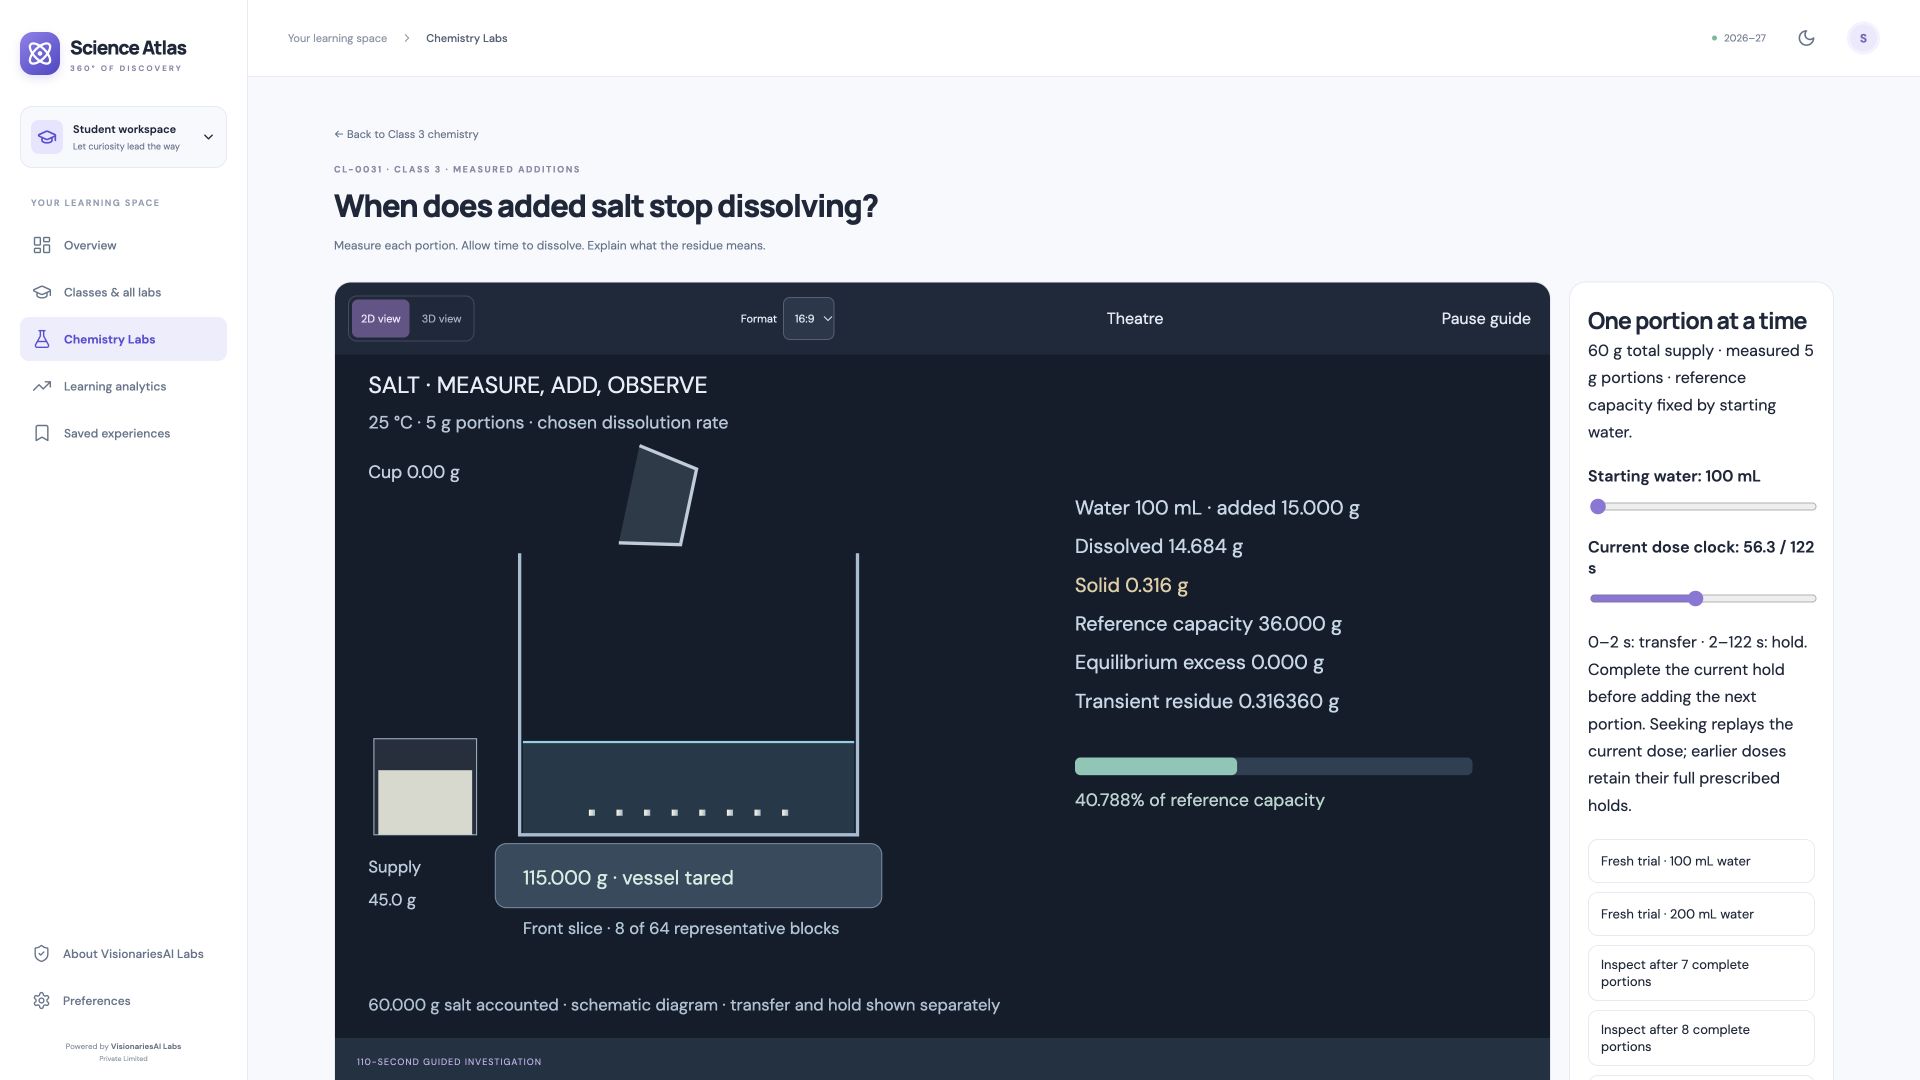 Science Atlas
360° OF DISCOVERY
Student workspace
Let curiosity lead the way
YOUR LEARNING SPACE
Overview
Classes & all labs
Chemistry Labs
Learning analytics
Saved experiences
About VisionariesAI Labs
Preferences
Powered by VisionariesAI Labs
Private Limited
Your learning space
Chemistry Labs
2026–27
S
← Back to Class 3 chemistry
CL-0031 · CLASS 3 · MEASURED ADDITIONS
When does added salt stop dissolving?
Measure each portion. Allow time to dissolve. Explain what the residue means.
2D view
3D view
Format
16:9
Theatre
Pause guide
SALT · MEASURE, ADD, OBSERVE
25 °C · 5 g portions · chosen dissolution rate
Cup 0.00 g
Water 100 mL · added 15.000 g
Dissolved 14.684 g
Solid 0.316 g
Reference capacity 36.000 g
Equilibrium excess 0.000 g
Transient residue 0.316360 g
40.788% of reference capacity
Supply
45.0 g
115.000 g · vessel tared
Front slice · 8 of 64 representative blocks
60.000 g salt accounted · schematic diagram · transfer and hold shown separately
110-SECOND GUIDED INVESTIGATION
One portion at a time
60 g total supply · measured 5
g portions · reference
capacity fixed by starting
water.
Starting water: 100 mL
Current dose clock: 56.3 / 122
s
0–2 s: transfer · 2–122 s: hold.
Complete the current hold
before adding the next
portion. Seeking replays the
current dose; earlier doses
retain their full prescribed
holds.
Fresh trial · 100 mL water
Fresh trial · 200 mL water
Inspect after 7 complete
portions
Inspect after 8 complete
portions